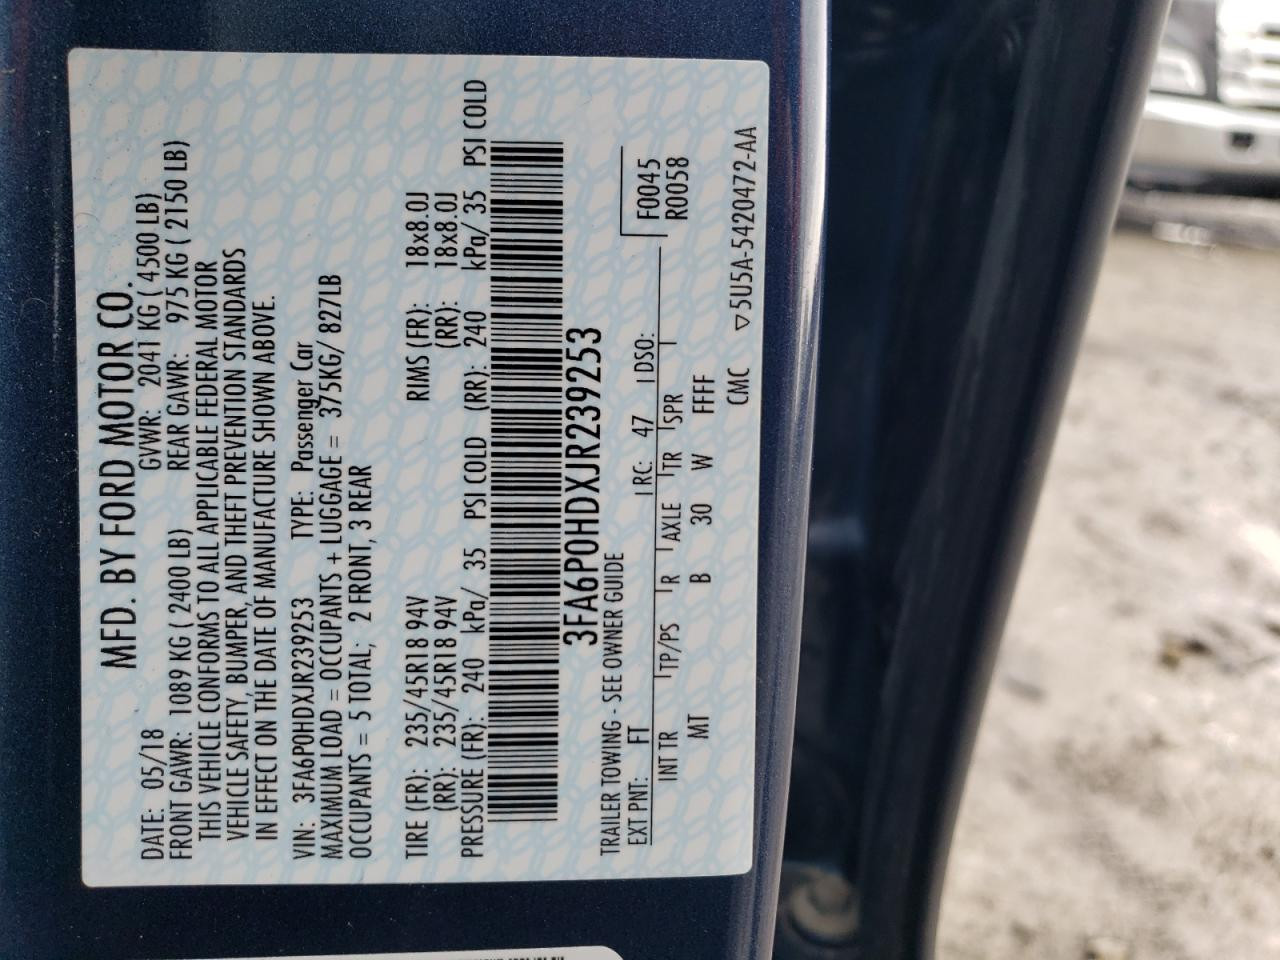 MFD. BY FORD MOTOR CO.
DATE: 05/18 GVWR: 2041 KG ( 4500 LB)
FRONT GAWR: 1089 KG ( 2400 LB) REAR GAWR: 975 KG ( 2150 LB)
THIS VEHICLE CONFORMS TO ALL APPLICABLE FEDERAL MOTOR
VEHICLE SAFETY, BUMPER, AND THEFT PREVENTION STANDARDS
IN EFFECT ON THE DATE OF MANUFACTURE SHOWN ABOVE.
VIN: 3FA6P0HDXJR239253 TYPE: Passenger Car
MAXIMUM LOAD = OCCUPANTS + LUGGAGE = 375KG/ 827LB
OCCUPANTS = 5 TOTAL; 2 FRONT, 3 REAR
TIRE (FR): 235/45R18 94V RIMS (FR): 18x8.0J
(RR): 235/45R18 94V (RR): 18x8.0J
PRESSURE (FR): 240 kPa/ 35 PSI COLD (RR): 240 kPa/ 35 PSI COLD
3FA6P0HDXJR239253
TRAILER TOWING - SEE OWNER GUIDE
EXT PNT: FT RC: 47 DSO: F0045
R0058
INT TR TP/PS R AXLE TR SPR
MT B 30 W FFFF
CMC ▽5U5A-5420472-AA